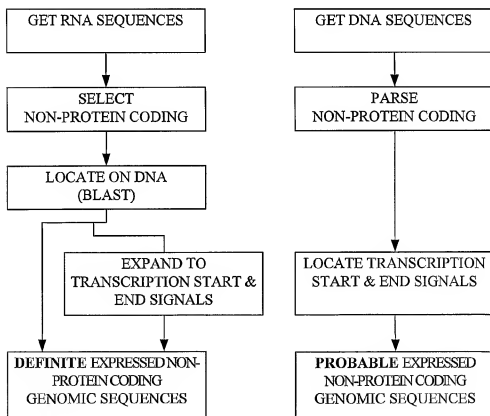 GET RNA SEQUENCES
SELECT
NON-PROTEIN CODING
LOCATE ON DNA
(BLAST)
EXPAND TO
TRANSCRIPTION START &
END SIGNALS
DEFINITE EXPRESSED NON-
PROTEIN CODING
GENOMIC SEQUENCES
GET DNA SEQUENCES
PARSE
NON-PROTEIN CODING
LOCATE TRANSCRIPTION
START & END SIGNALS
PROBABLE EXPRESSED
NON-PROTEIN CODING
GENOMIC SEQUENCES